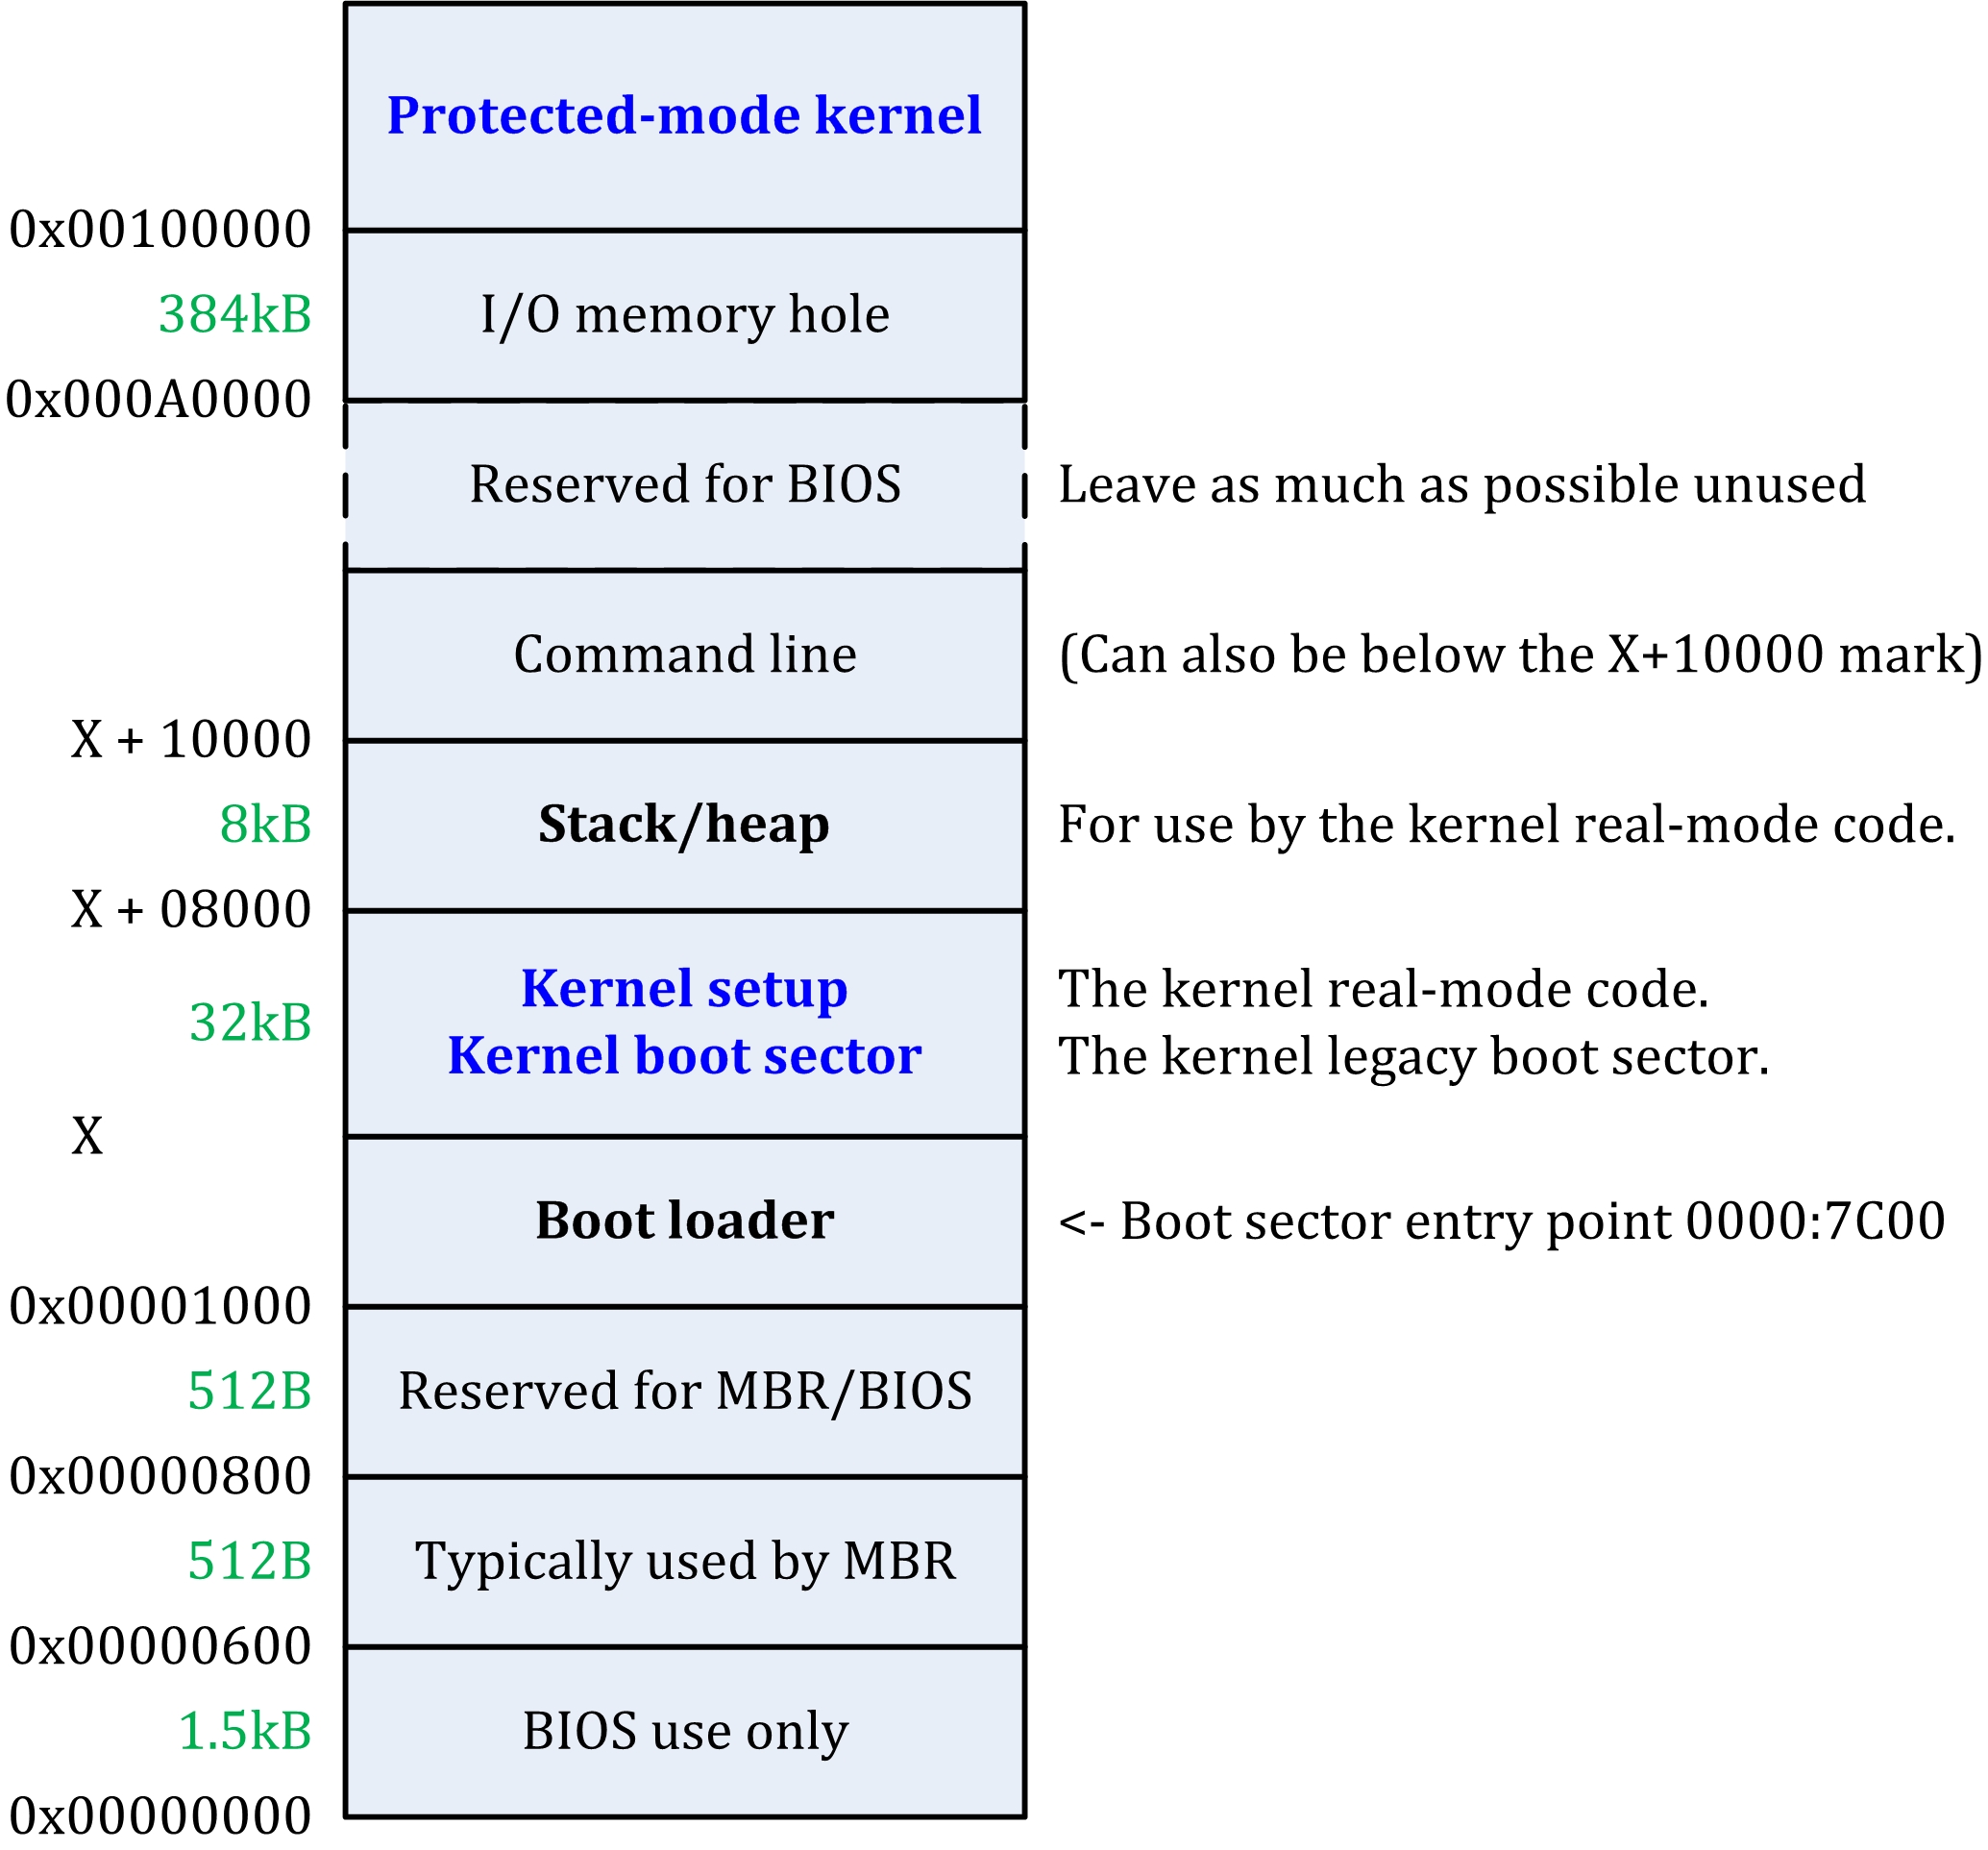 Protected-mode kernel
0x00100000
384kB
I/O memory hole
0x000A0000
Reserved for BIOS
Leave as much as possible unused
Command line
(Can also be below the X+10000 mark)
X + 10000
8kB
Stack/heap
For use by the kernel real-mode code.
X + 08000
32kB
Kernel setup
Kernel boot sector
The kernel real-mode code.
The kernel legacy boot sector.
X
Boot loader
<- Boot sector entry point 0000:7C00
0x00001000
512B
Reserved for MBR/BIOS
0x00000800
512B
Typically used by MBR
0x00000600
1.5kB
BIOS use only
0x00000000